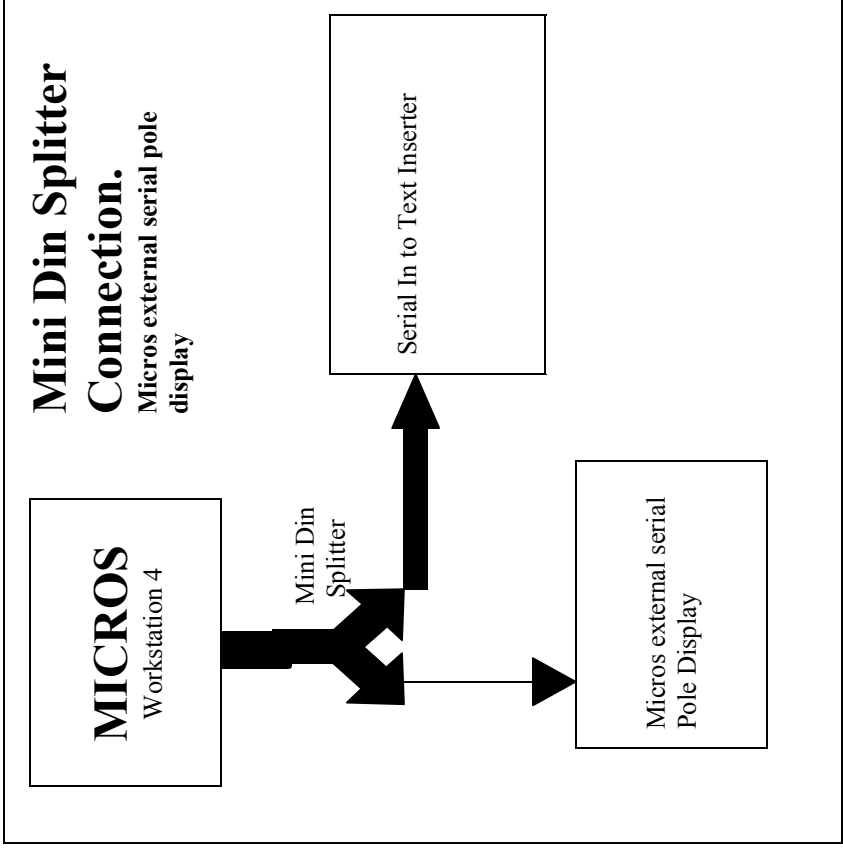 Mini Din Splitter
Connection.
Micros external serial pole
display
MICROS
Workstation 4
Mini Din
Splitter
Serial In to Text Inserter
Micros external serial
Pole Display